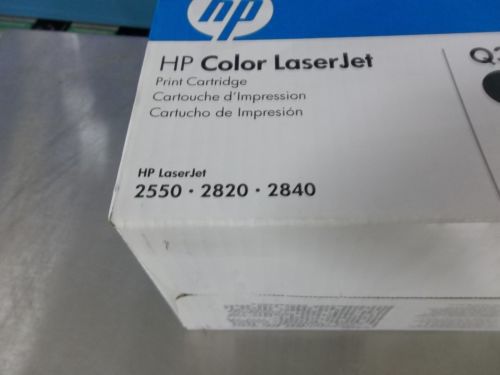 hp
HP Color LaserJet
Print Cartridge
Cartouche d'Impression
Cartucho de Impresión
HP LaserJet
2550 · 2820 · 2840